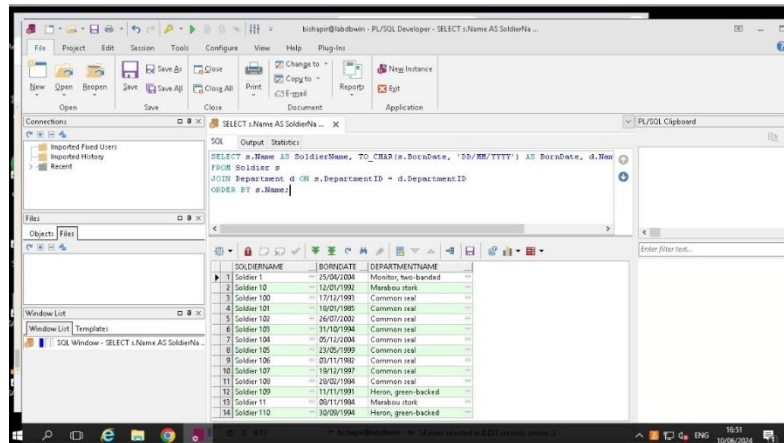 bishapir@labdbwin - PL/SQL Developer - SELECT s.Name AS SoldierNa ...
File Project Edit Session Tools Configure View Help Plug-Ins
New Open Reopen
Open
Save Save As Save All
Save
Close Close All
Close
Print Change to Copy to E-mail Reports
Document
New Instance
Exit
Application
Connections
Imported Fixed Users
Imported History
Recent
Files
Objects Files
Window List
Window List Templates
SQL Window - SELECT s.Name AS SoldierNa ..
SELECT s.Name AS SoldierNa ...
SQL Output Statistics
SELECT s.Name AS SoldierName, TO_CHAR(s.BornDate, 'DD/MM/YYYY') AS BornDate, d.Nam
FROM Soldier s
JOIN Department d ON s.DepartmentID = d.DepartmentID
ORDER BY s.Name;
SOLDIERNAME BORNDATE DEPARTMENTNAME
1 Soldier 1 25/04/2004 Monitor, two-banded
2 Soldier 10 12/01/1992 Marabou stork
3 Soldier 100 17/12/1993 Common seal
4 Soldier 101 18/01/1985 Common seal
5 Soldier 102 26/07/2002 Common seal
6 Soldier 103 31/10/1994 Common seal
7 Soldier 104 05/12/2004 Common seal
8 Soldier 105 23/05/1999 Common seal
9 Soldier 106 03/11/1982 Common seal
10 Soldier 107 19/12/1997 Common seal
11 Soldier 108 28/02/1984 Common seal
12 Soldier 109 11/11/1991 Heron, green-backed
13 Soldier 11 08/11/1984 Marabou stork
14 Soldier 110 30/09/1994 Heron, green-backed
PL/SQL Clipboard
Enter filter text...
ENG
16:51
10/06/2024